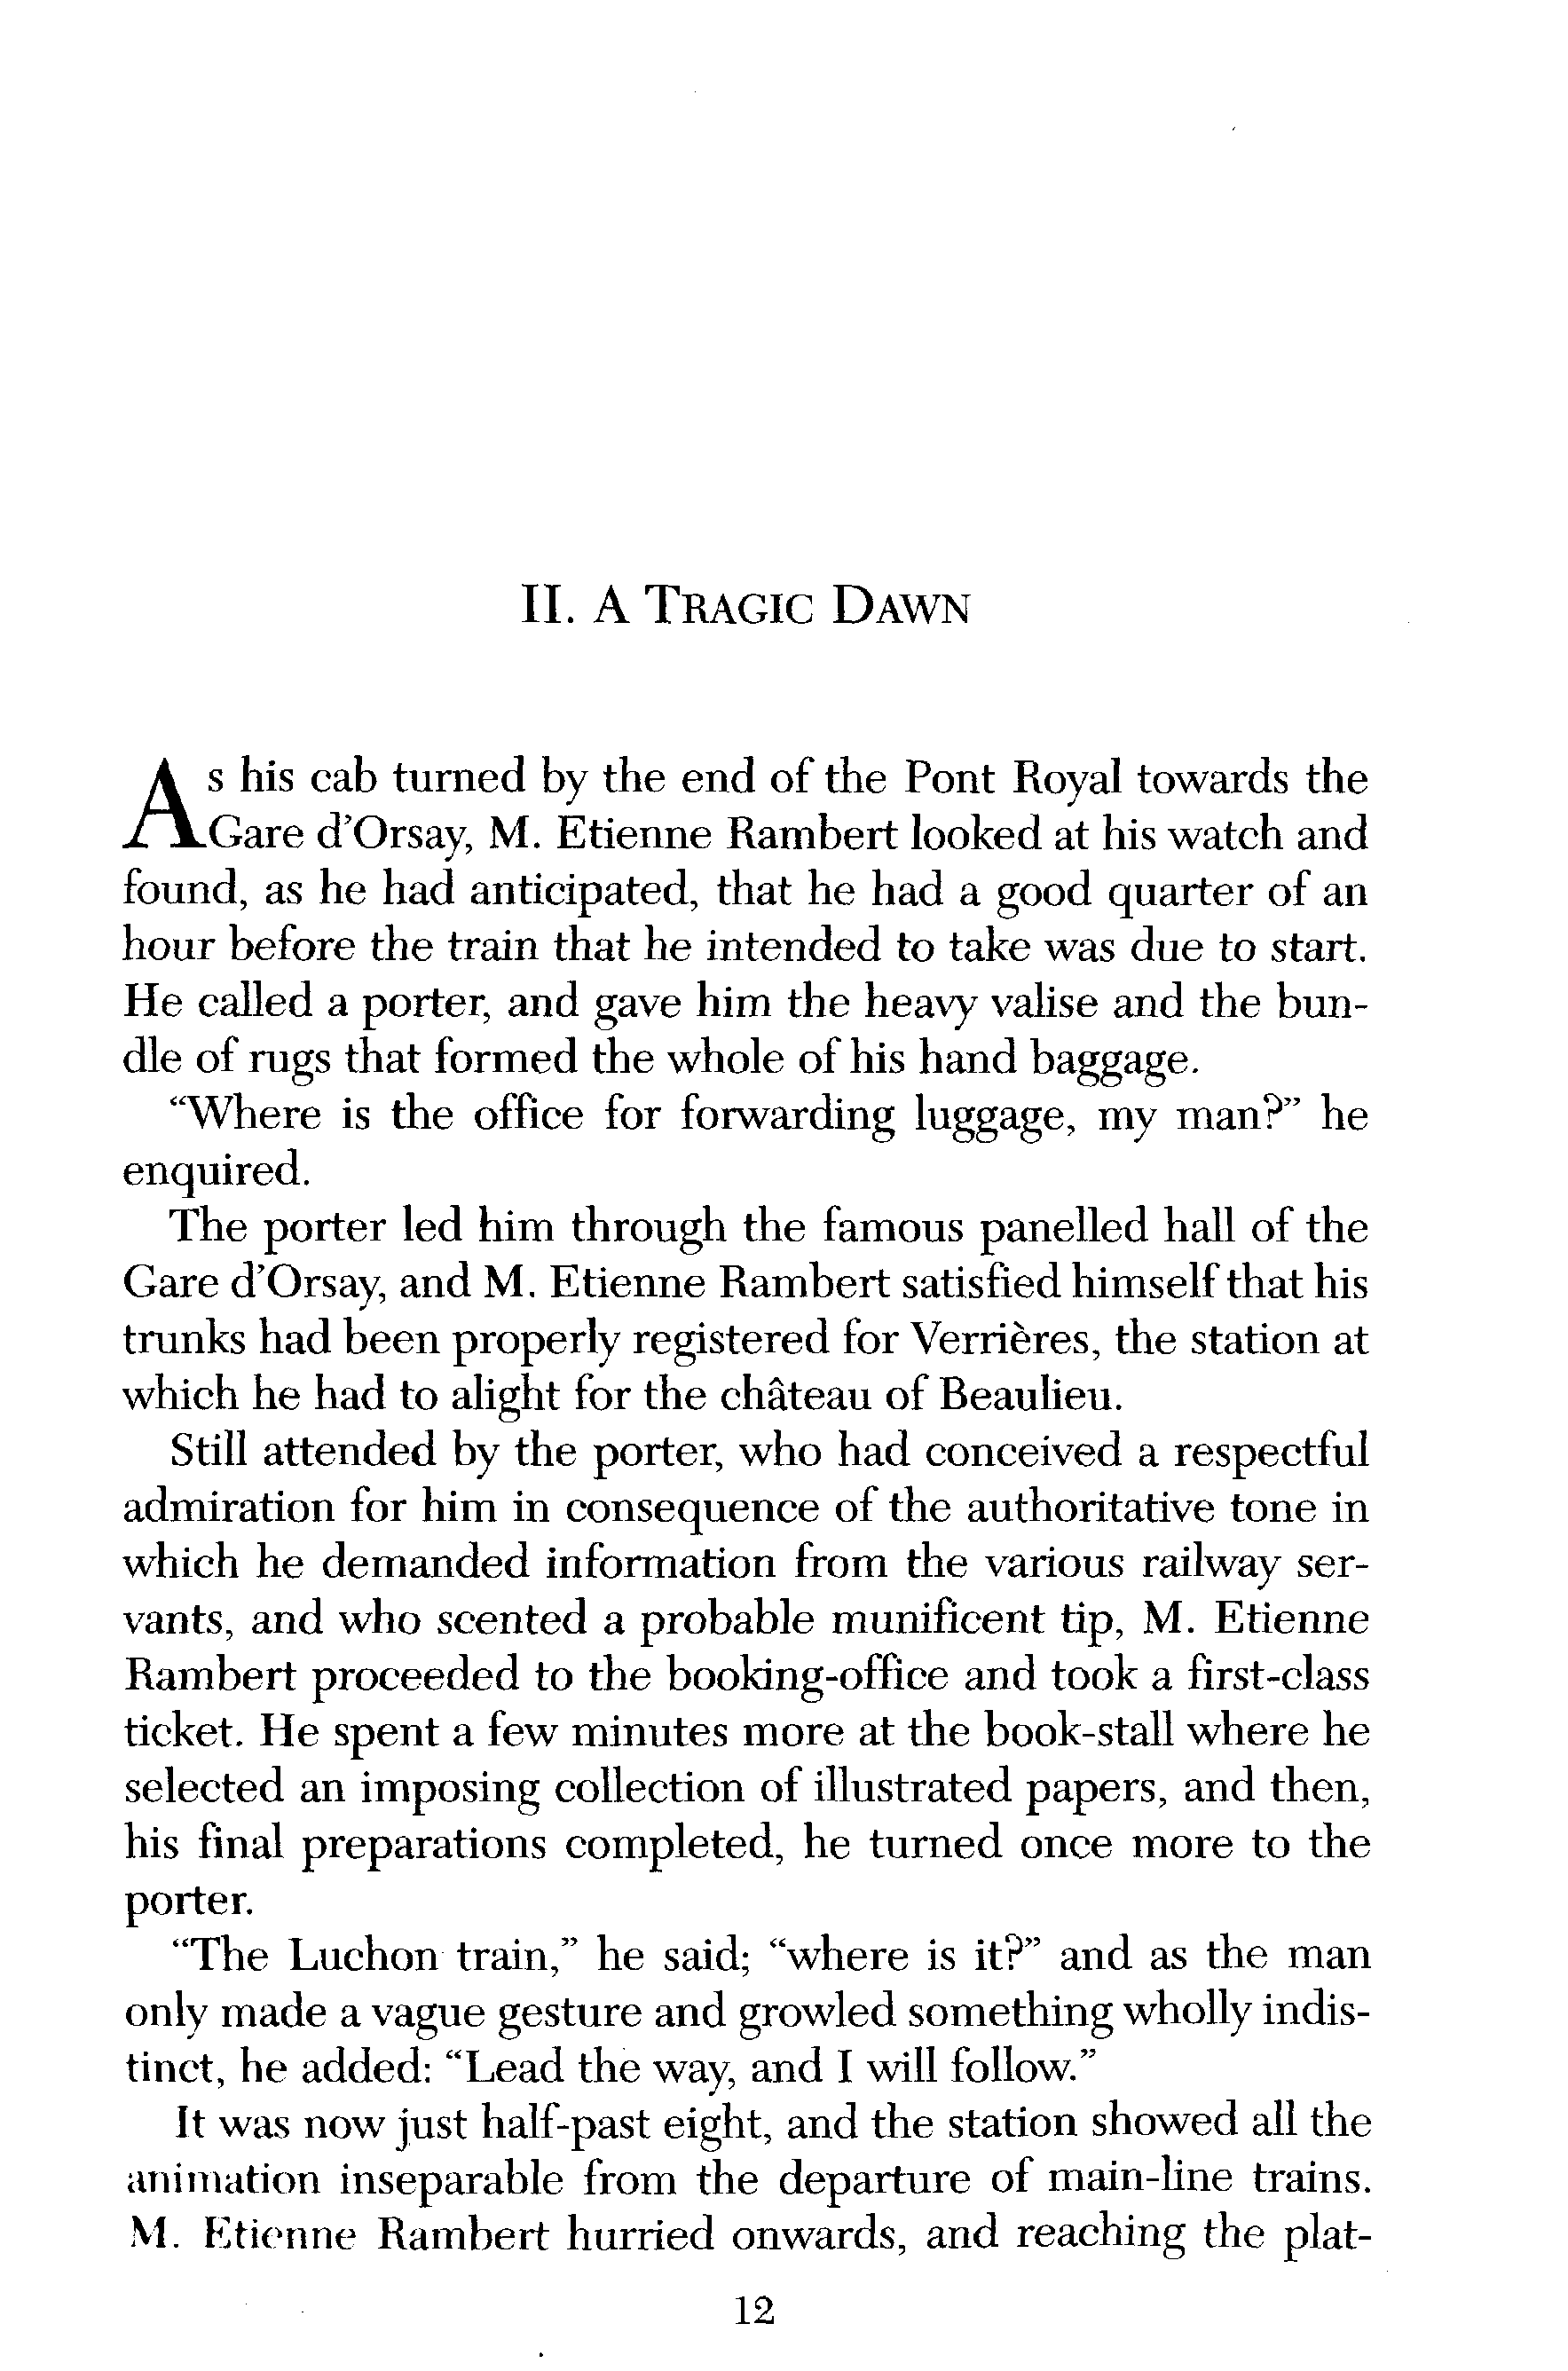 II. A Tragic Dawn
As his cab turned by the end of the Pont Royal towards the
Gare d’Orsay, M. Etienne Rambert looked at his watch and
found, as he had anticipated, that he had a good quarter of an
hour before the train that he intended to take was due to start.
He called a porter, and gave him the heavy valise and the bun-
dle of rugs that formed the whole of his hand baggage.
“Where is the office for forwarding luggage, my man?” he
enquired.
The porter led him through the famous panelled hall of the
Gare d’Orsay, and M. Etienne Rambert satisfied himself that his
trunks had been properly registered for Verrières, the station at
which he had to alight for the château of Beaulieu.
Still attended by the porter, who had conceived a respectful
admiration for him in consequence of the authoritative tone in
which he demanded information from the various railway ser-
vants, and who scented a probable munificent tip, M. Etienne
Rambert proceeded to the booking-office and took a first-class
ticket. He spent a few minutes more at the book-stall where he
selected an imposing collection of illustrated papers, and then,
his final preparations completed, he turned once more to the
porter.
“The Luchon train,” he said; “where is it?” and as the man
only made a vague gesture and growled something wholly indis-
tinct, he added: “Lead the way, and I will follow.”
It was now just half-past eight, and the station showed all the
animation inseparable from the departure of main-line trains.
M. Etienne Rambert hurried onwards, and reaching the plat-
12